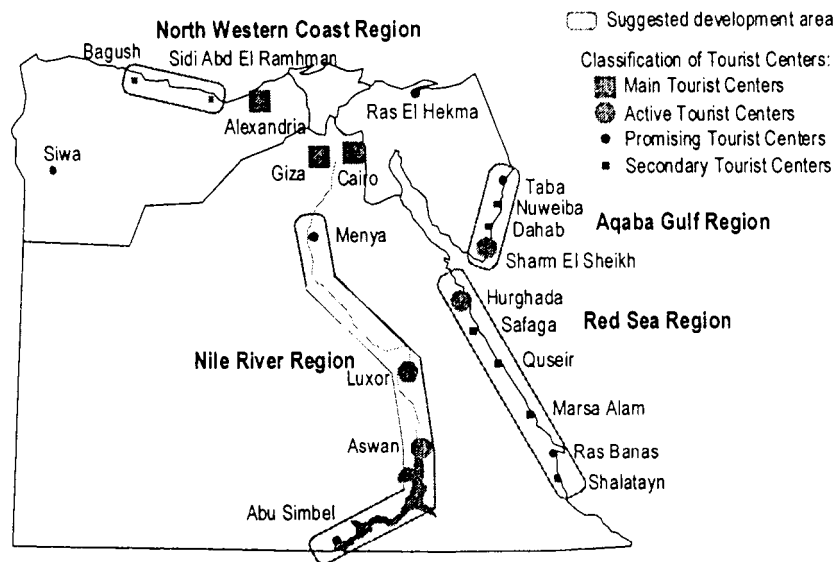 North Western Coast Region
Suggested development area
Bagush
Sidi Abd El Ramhman
Classification of Tourist Centers:
Main Tourist Centers
Active Tourist Centers
Promising Tourist Centers
Secondary Tourist Centers
Alexandria
Ras El Hekma
Siwa
Giza
Cairo
Taba
Nuweiba
Dahab
Aqaba Gulf Region
Menya
Sharm El Sheikh
Hurghada
Safaga
Red Sea Region
Nile River Region
Quseir
Luxor
Marsa Alam
Aswan
Ras Banas
Shalatayn
Abu Simbel